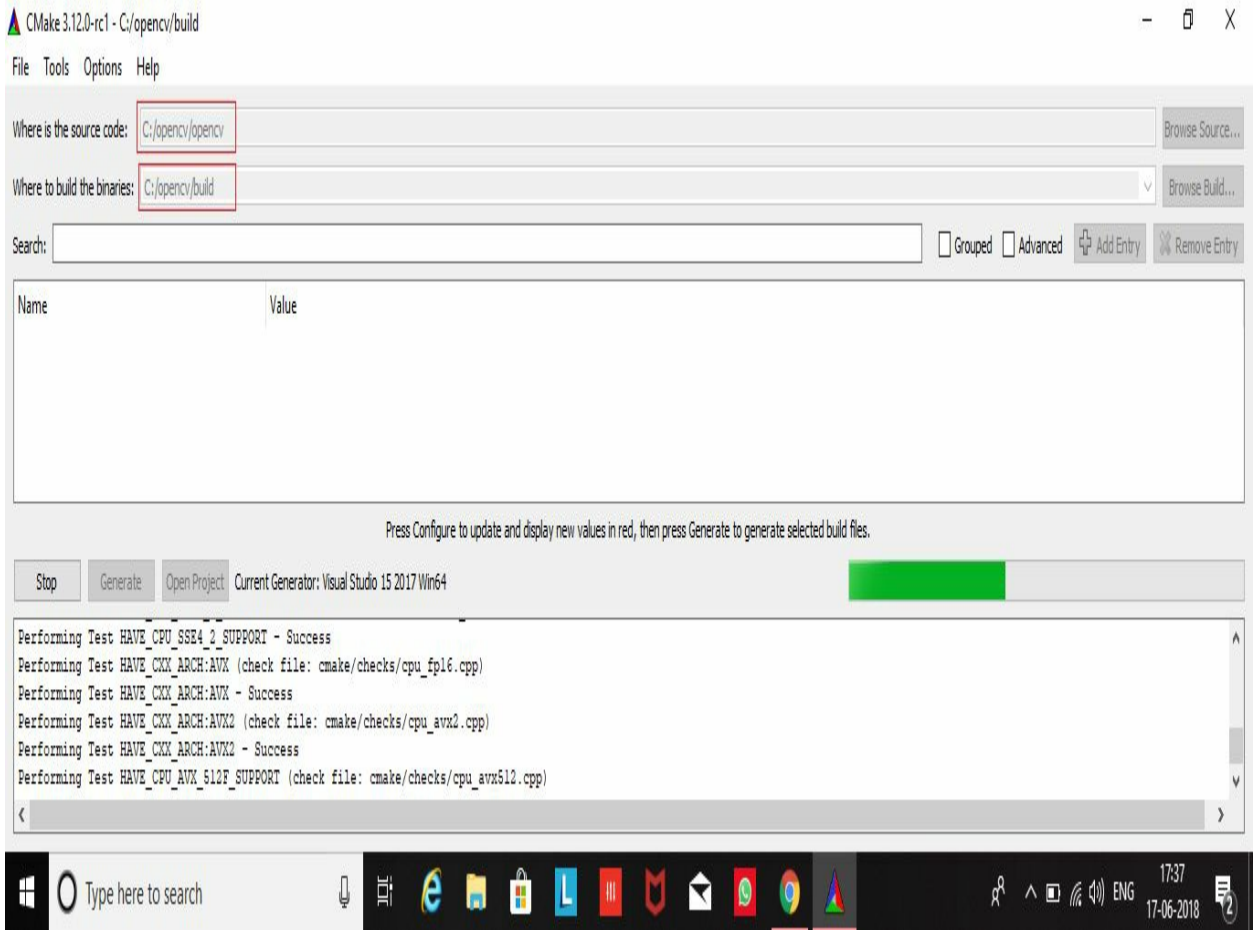 CMake 3.12.0-rc1 - C:/opencv/build
File Tools Options Help
Where is the source code: C:/opencv/opencv Browse Source...
Where to build the binaries: C:/opencv/build Browse Build...
Search: Grouped Advanced Add Entry Remove Entry
Name Value
Press Configure to update and display new values in red, then press Generate to generate selected build files.
Stop Generate Open Project Current Generator: Visual Studio 15 2017 Win64
Performing Test HAVE_CPU_SSE4_2_SUPPORT - Success
Performing Test HAVE_CXX_ARCH:AVX (check file: cmake/checks/cpu_fp16.cpp)
Performing Test HAVE_CXX_ARCH:AVX - Success
Performing Test HAVE_CXX_ARCH:AVX2 (check file: cmake/checks/cpu_avx2.cpp)
Performing Test HAVE_CXX_ARCH:AVX2 - Success
Performing Test HAVE_CPU_AVX_512F_SUPPORT (check file: cmake/checks/cpu_avx512.cpp)
Type here to search L ENG 17:37
17-06-2018 2